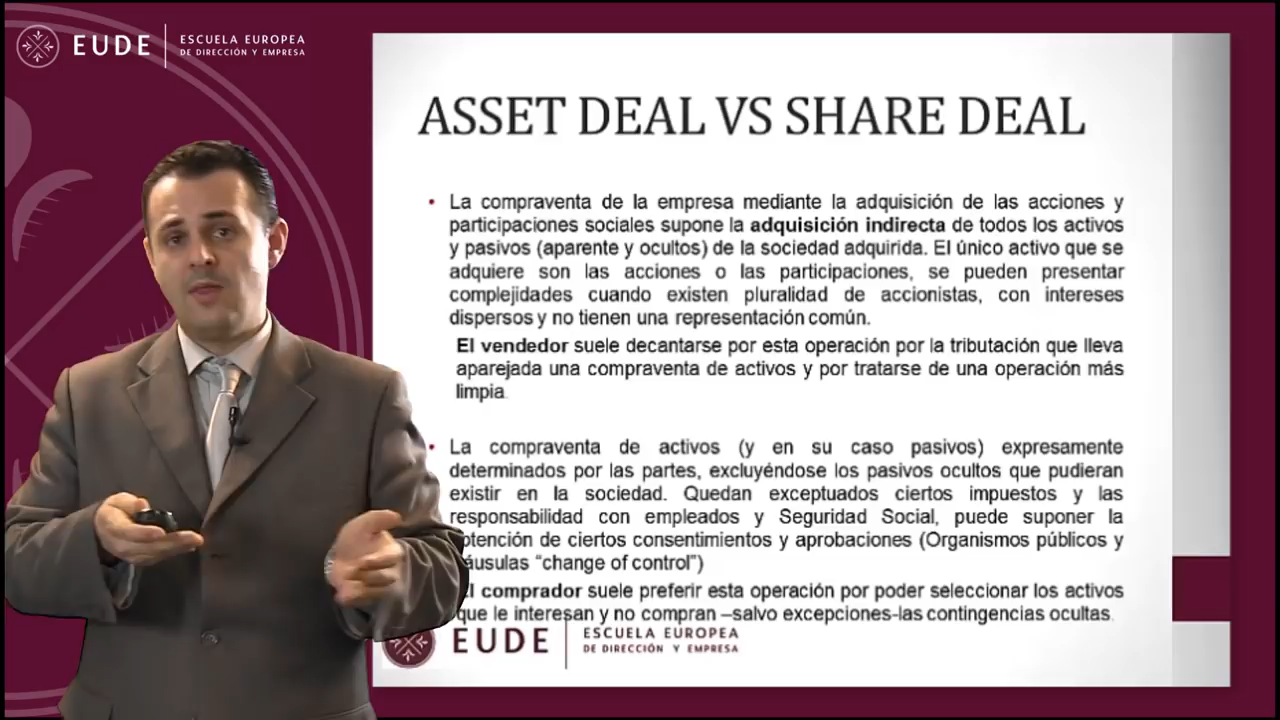 EUDE
ESCUELA EUROPEA
DE DIRECCIÓN Y EMPRESA
ASSET DEAL VS SHARE DEAL
• La compraventa de la empresa mediante la adquisición de las acciones y
participaciones sociales supone la adquisición indirecta de todos los activos
y pasivos (aparente y ocultos) de la sociedad adquirida. El único activo que se
adquiere son las acciones o las participaciones, se pueden presentar
complejidades cuando existen pluralidad de accionistas, con intereses
dispersos y no tienen una representación común.
El vendedor suele decantarse por esta operación por la tributación que lleva
aparejada una compraventa de activos y por tratarse de una operación más
limpia.
• La compraventa de activos (y en su caso pasivos) expresamente
determinados por las partes, excluyéndose los pasivos ocultos que pudieran
existir en la sociedad. Quedan exceptuados ciertos impuestos y las
responsabilidad con empleados y Seguridad Social, puede suponer la
de ciertos consentimientos y aprobaciones (Organismos públicos y
“change of control”)
comprador suele preferir esta operación por poder seleccionar los activos
que le interesan y no compran –salvo excepciones-las contingencias ocultas.
EUDE
ESCUELA EUROPEA
DE DIRECCIÓN Y EMPRESA